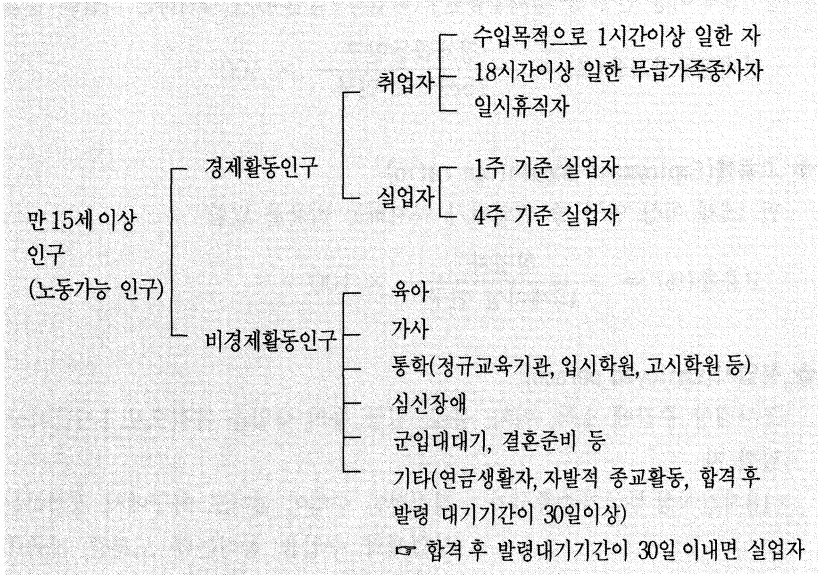 수입목적으로 1시간이상 일한 자
취업자
18시간이상 일한 무급가족종사자
일시휴직자
경제활동인구
1주 기준 실업자
실업자
4주 기준 실업자
만 15세 이상
인구
(노동가능 인구)
육아
가사
비경제활동인구
통학(정규교육기관, 입시학원, 고시학원 등)
심신장애
군입대대기, 결혼준비 등
기타(연금생활자, 자발적 종교활동, 합격 후
발령 대기기간이 30일이상)
☞ 합격 후 발령대기기간이 30일 이내면 실업자